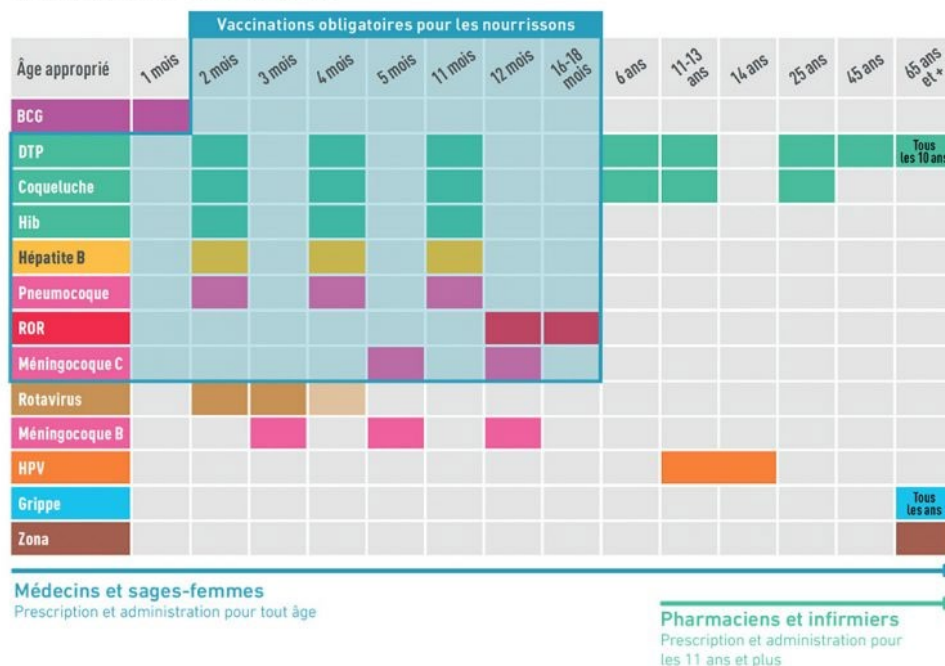 Vaccinations obligatoires pour les nourrissons
Âge approprié
1 mois
2 mois
3 mois
4 mois
5 mois
11 mois
12 mois
16-18
mois
6 ans
11-13
ans
14 ans
25 ans
45 ans
65 ans
et +
BCG
DTP
Tous
les 10 ans
Coqueluche
Hib
Hépatite B
Pneumocoque
ROR
Méningocoque C
Rotavirus
Méningocoque B
HPV
Grippe
Tous
les ans
Zona
Médecins et sages-femmes
Prescription et administration pour tout âge
Pharmaciens et infirmiers
Prescription et administration pour
les 11 ans et plus